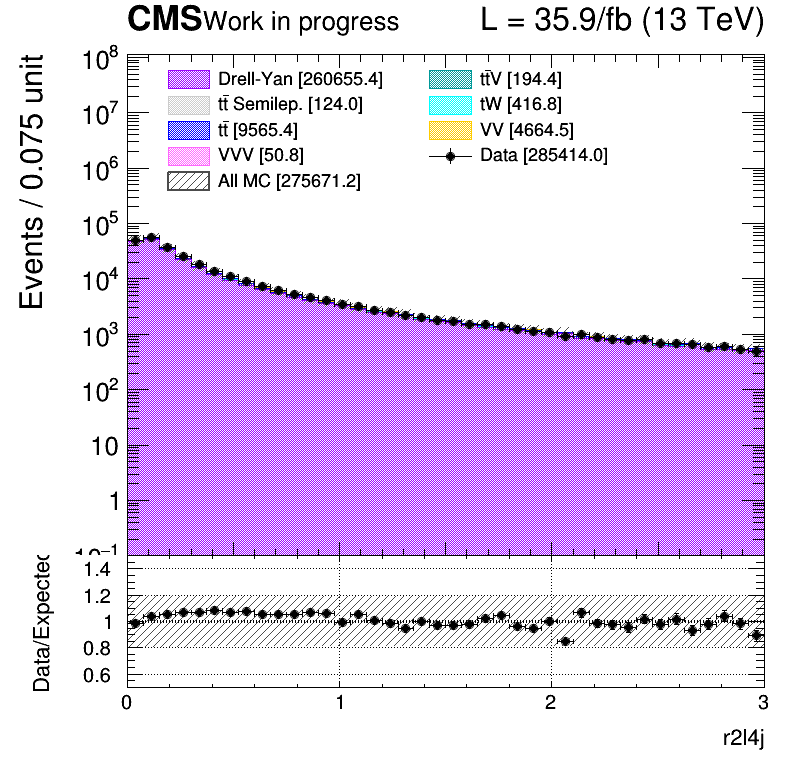 CMS Work in progress L = 35.9/fb (13 TeV)
Events / 0.075 unit
10⁸
10⁷
10⁶
10⁵
10⁴
10³
10²
10
1
10⁻¹
Drell-Yan [260655.4]
tt̄ Semilep. [124.0]
tt̄ [9565.4]
VVV [50.8]
All MC [275671.2]
tt̄V [194.4]
tW [416.8]
VV [4664.5]
Data [285414.0]
Data/Expected
1.4
1.2
1
0.8
0.6
0 1 2 3
r2l4j